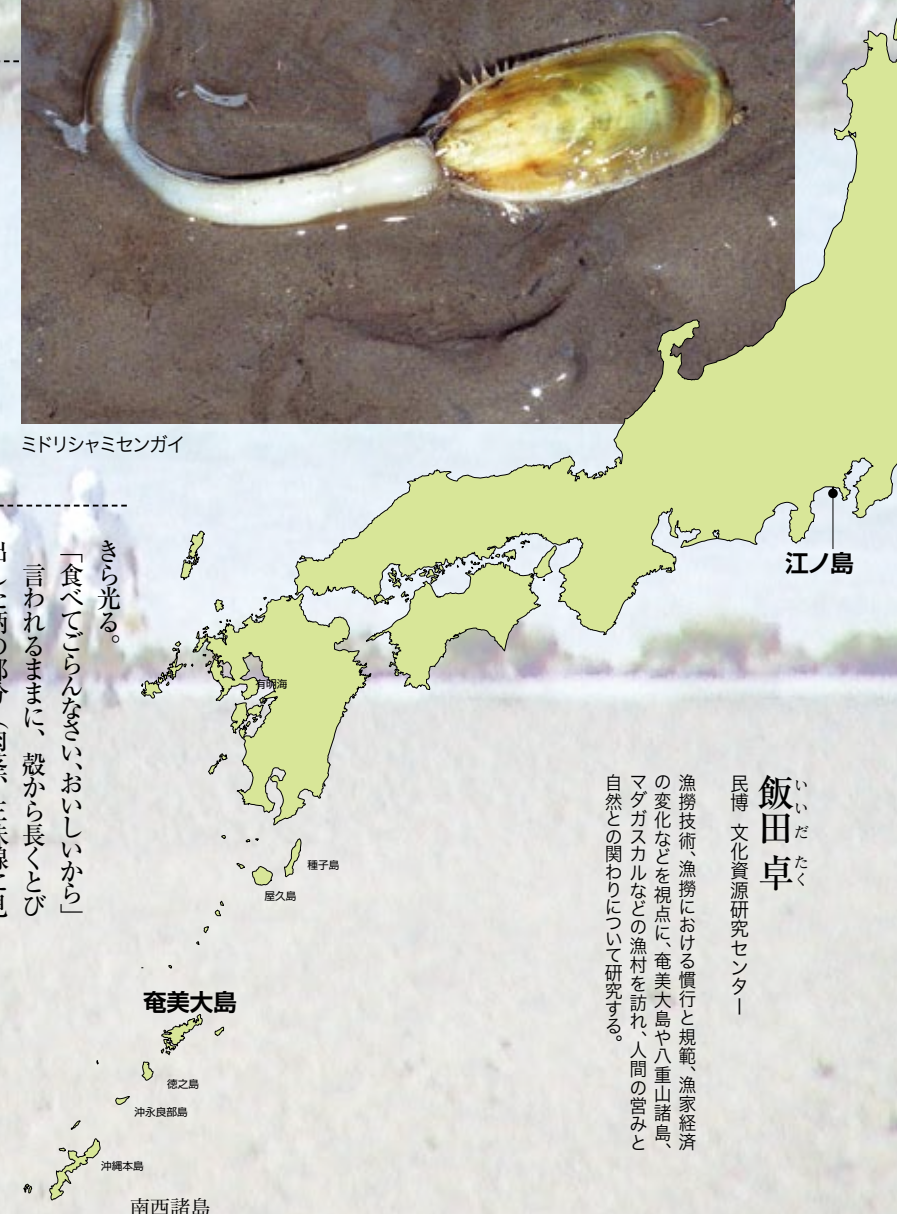 ミドリシャミセンガイ
江ノ島
有明海
種子島
屋久島
奄美大島
徳之島
沖永良部島
沖縄本島
南西諸島
飯田 卓
いいだ たく
民博 文化資源研究センター
漁撈技術、漁撈における慣行と規範、漁家経済
の変化などを視点に、奄美大島や八重山諸島、
マダガスカルなどの漁村を訪れ、人間の営みと
自然との関わりについて研究する。
きら光る。
「食べてごらんなさい、おいしいから」
言われるままに、殻から長くとび